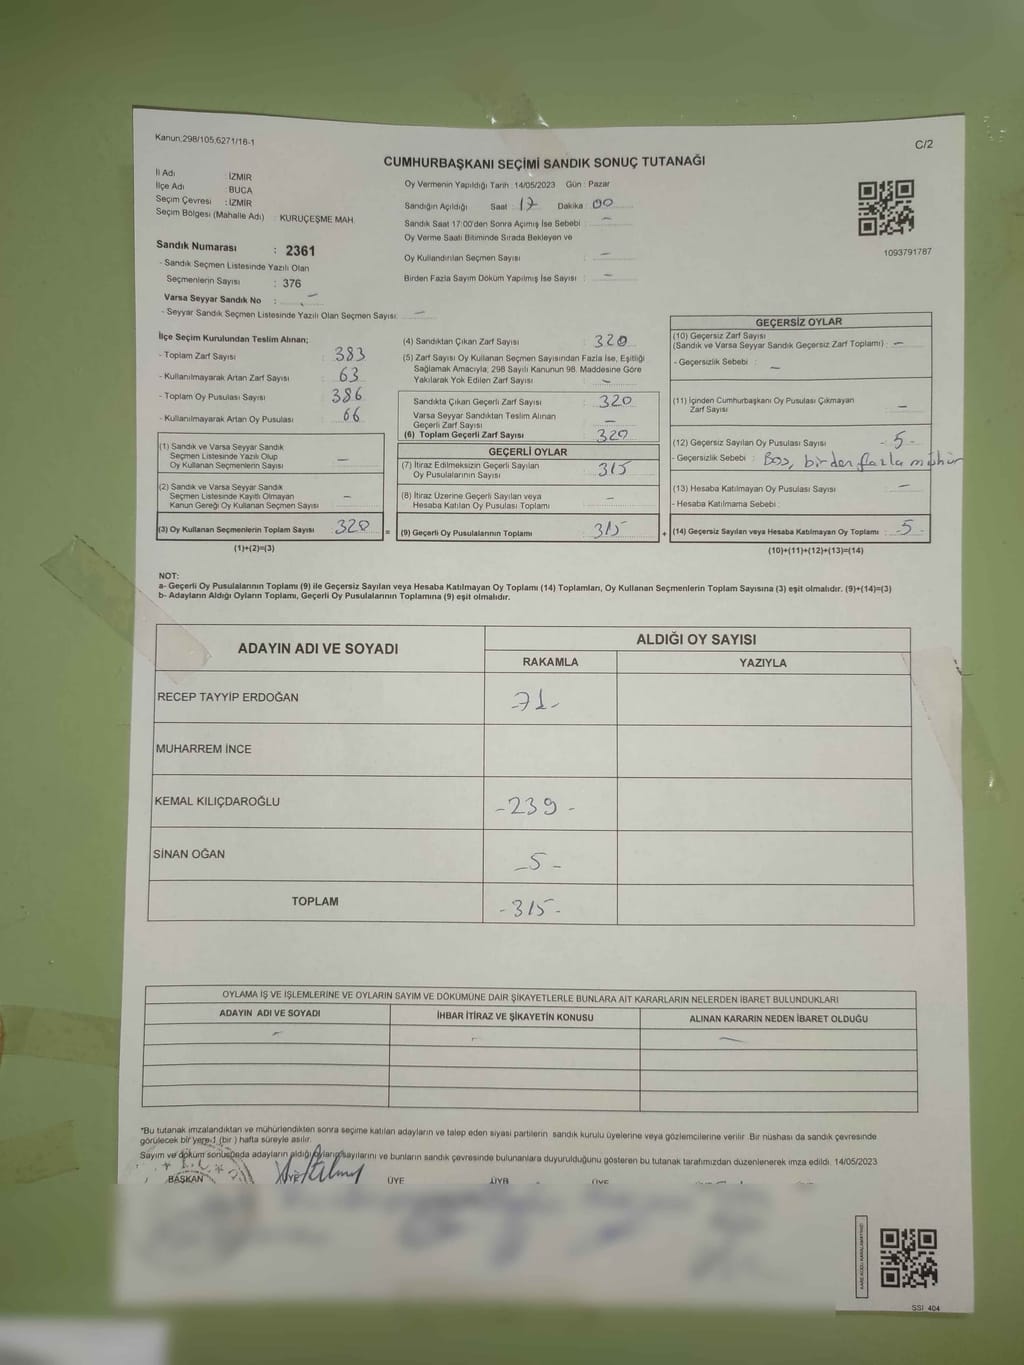 Kanun;298/105,6271/16-1
C/2
CUMHURBAŞKANI SEÇİMİ SANDIK SONUÇ TUTANAĞI
İl Adı : İZMİR
İlçe Adı : BUCA
Seçim Çevresi : İZMİR
Seçim Bölgesi (Mahalle Adı) : KURUÇEŞME MAH.
Sandık Numarası : 2361
- Sandık Seçmen Listesinde Yazılı Olan
Seçmenlerin Sayısı : 376
Varsa Seyyar Sandık No : -
- Seyyar Sandık Seçmen Listesinde Yazılı Olan Seçmen Sayısı: -
Oy Vermenin Yapıldığı Tarih : 14/05/2023 Gün : Pazar
Sandığın Açıldığı Saat : 17 Dakika : 00
Sandık Saat 17:00'den Sonra Açımış İse Sebebi : -
Oy Verme Saati Bitiminde Sırada Bekleyen ve
Oy Kullandırılan Seçmen Sayısı : -
Birden Fazla Sayım Döküm Yapılmış İse Sayısı : -
1093791787
İlçe Seçim Kurulundan Teslim Alınan;
- Toplam Zarf Sayısı : 383
- Kullanılmayarak Artan Zarf Sayısı : 63
- Toplam Oy Pusulası Sayısı : 386
- Kullanılmayarak Artan Oy Pusulası : 66
(1) Sandık ve Varsa Seyyar Sandık
Seçmen Listesinde Yazılı Olup
Oy Kullanan Seçmenlerin Sayısı -
(2) Sandık ve Varsa Seyyar Sandık
Seçmen Listesinde Kayıtlı Olmayan
Kanun Gereği Oy Kullanan Seçmen Sayısı -
(3) Oy Kullanan Seçmenlerin Toplam Sayısı 320
(1)+(2)=(3)
(4) Sandıktan Çıkan Zarf Sayısı : 320
(5) Zarf Sayısı Oy Kullanan Seçmen Sayısından Fazla İse, Eşitliği
Sağlamak Amacıyla; 298 Sayılı Kanunun 98. Maddesine Göre
Yakılarak Yok Edilen Zarf Sayısı : -
Sandıkta Çıkan Geçerli Zarf Sayısı : 320
Varsa Seyyar Sandıktan Teslim Alınan
Geçerli Zarf Sayısı : -
(6) Toplam Geçerli Zarf Sayısı : 320
GEÇERLİ OYLAR
(7) İtiraz Edilmeksizin Geçerli Sayılan
Oy Pusulalarının Sayısı 315
(8) İtiraz Üzerine Geçerli Sayılan veya
Hesaba Katılan Oy Pusulası Toplamı -
= (9) Geçerli Oy Pusulalarının Toplamı 315
GEÇERSİZ OYLAR
(10) Geçersiz Zarf Sayısı
(Sandık ve Varsa Seyyar Sandık Geçersiz Zarf Toplamı) : -
- Geçersizlik Sebebi : -
(11) İçinden Cumhurbaşkanı Oy Pusulası Çıkmayan
Zarf Sayısı -
(12) Geçersiz Sayılan Oy Pusulası Sayısı - 5 -
- Geçersizlik Sebebi : Boş, birden fazla mühür
(13) Hesaba Katılmayan Oy Pusulası Sayısı -
- Hesaba Katılmama Sebebi :
+ (14) Geçersiz Sayılan veya Hesaba Katılmayan Oy Toplamı - 5 -
(10)+(11)+(12)+(13)=(14)
NOT:
a- Geçerli Oy Pusulalarının Toplamı (9) ile Geçersiz Sayılan veya Hesaba Katılmayan Oy Toplamı (14) Toplamları, Oy Kullanan Seçmenlerin Toplam Sayısına (3) eşit olmalıdır. (9)+(14)=(3)
b- Adayların Aldığı Oyların Toplamı, Geçerli Oy Pusulalarının Toplamına (9) eşit olmalıdır.
ADAYIN ADI VE SOYADI
ALDIĞI OY SAYISI
RAKAMLA YAZIYLA
RECEP TAYYİP ERDOĞAN -71-
MUHARREM İNCE
KEMAL KILIÇDAROĞLU -239-
SİNAN OĞAN -5-
TOPLAM -315-
OYLAMA İŞ VE İŞLEMLERİNE VE OYLARIN SAYIM VE DÖKÜMÜNE DAİR ŞİKAYETLERLE BUNLARA AİT KARARLARIN NELERDEN İBARET BULUNDUKLARI
ADAYIN ADI VE SOYADI İHBAR İTİRAZ VE ŞİKAYETİN KONUSU ALINAN KARARIN NEDEN İBARET OLDUĞU
- - -
*Bu tutanak imzalandıktan ve mühürlendikten sonra seçime katılan adayların ve talep eden siyasi partilerin sandık kurulu üyelerine veya gözlemcilerine verilir. Bir nüshası da sandık çevresinde
görülecek bir yere 1 (bir ) hafta süreyle asılır.
Sayım ve döküm sonucunda adayların aldığı oyların sayılarını ve bunların sandık çevresinde bulunanlara duyurulduğunu gösteren bu tutanak tarafımızdan düzenlenerek imza edildi. 14/05/2023
BAŞKAN ÜYE ÜYE ÜYE
SSI 404